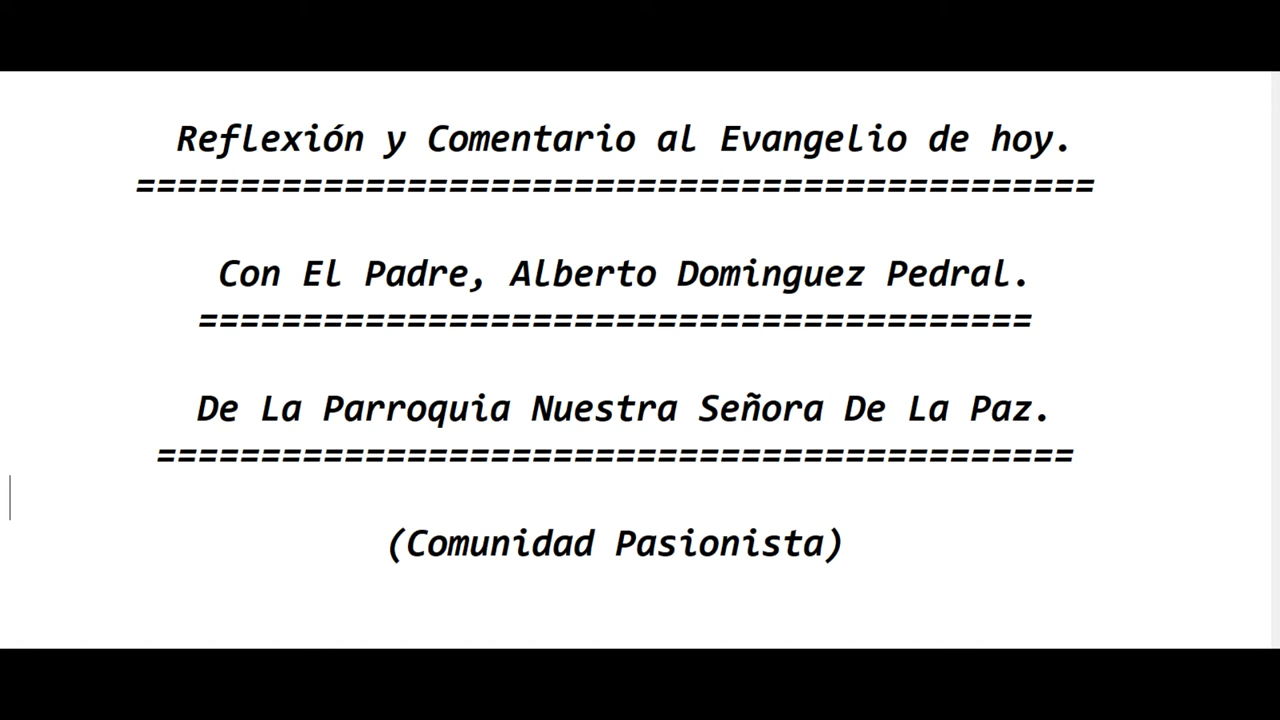 Reflexión y Comentario al Evangelio de hoy.
==============================================
Con El Padre, Alberto Dominguez Pedral.
========================================
De La Parroquia Nuestra Señora De La Paz.
============================================
(Comunidad Pasionista)